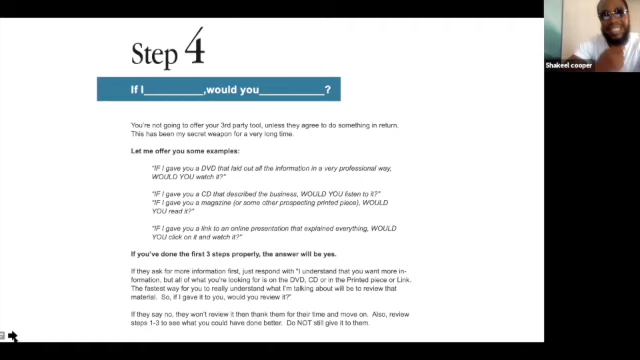 Step 4
If I__________,would you___________?
You're not going to offer your 3rd party tool, unless they agree to do something in return.
This has been my secret weapon for a very long time.
Let me offer you some examples:
"IF I gave you a DVD that laid out all the information in a very professional way,
WOULD YOU watch it?"
"IF I gave you a CD that described the business, WOULD YOU listen to it?"
"IF I gave you a magazine (or some other prospecting printed piece), WOULD
YOU read it?"
"IF I gave you a link to an online presentation that explained everything, WOULD
YOU click on it and watch it?"
If you've done the first 3 steps properly, the answer will be yes.
If they ask for more information first, just respond with "I understand that you want more in-
formation, but all of what you're looking for is on the DVD, CD or in the Printed piece or Link.
The fastest way for you to really understand what I'm talking about will be to review that
material. So, if I gave it to you, would you review it?"
If they say no, they won't review it then thank them for their time and move on. Also, review
steps 1-3 to see what you could have done better. Do NOT still give it to them.
Shakeel cooper